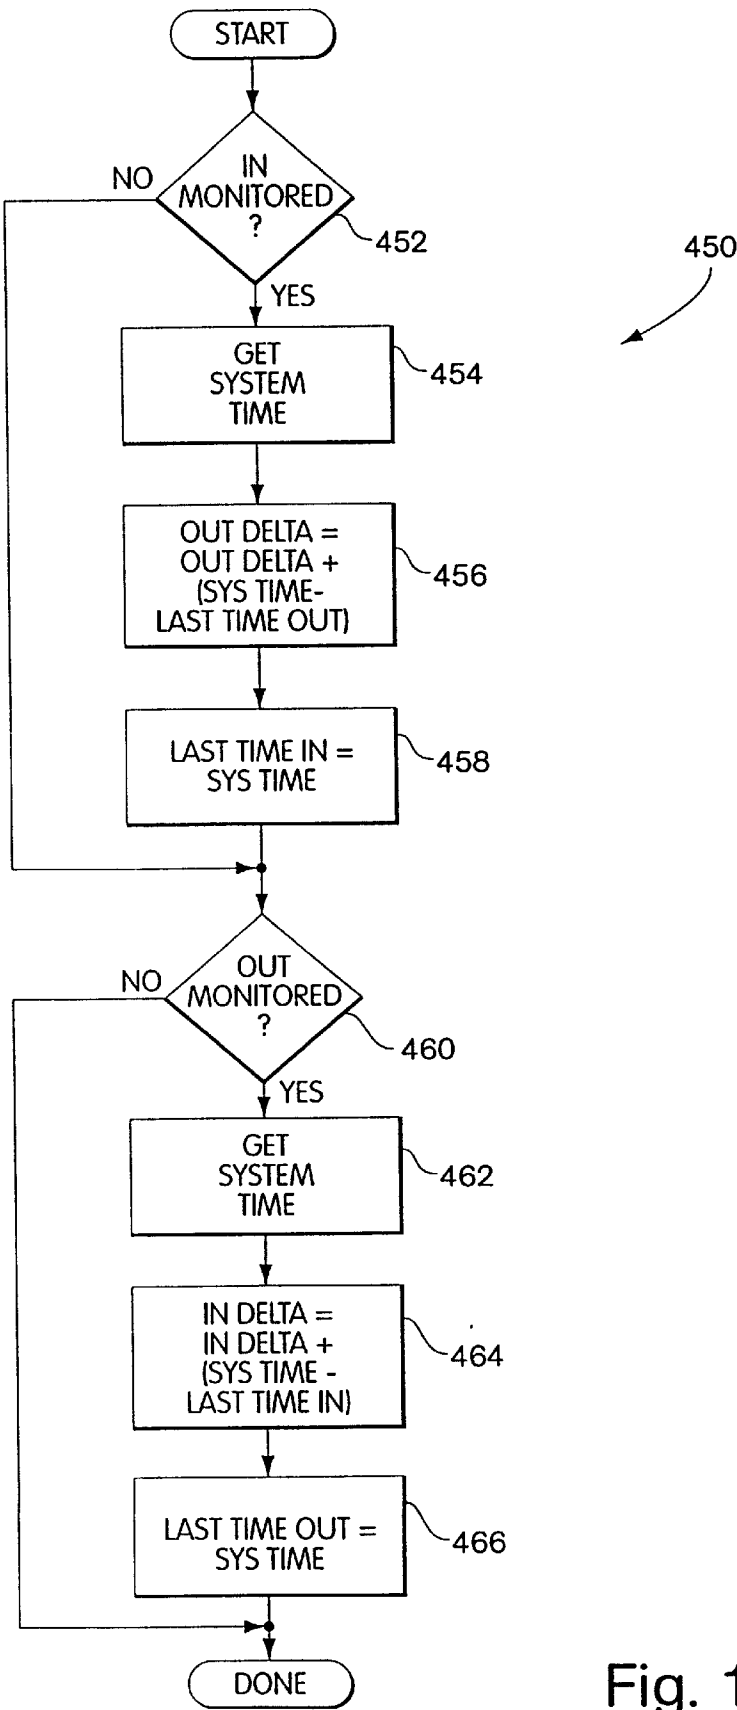 START
IN
MONITORED
?
NO
452
450
YES
GET
SYSTEM
TIME
454
OUT DELTA =
OUT DELTA +
(SYS TIME-
LAST TIME OUT)
456
LAST TIME IN =
SYS TIME
458
OUT
MONITORED
?
NO
460
YES
GET
SYSTEM
TIME
462
IN DELTA =
IN DELTA +
(SYS TIME -
LAST TIME IN)
464
LAST TIME OUT =
SYS TIME
466
DONE
Fig. 1